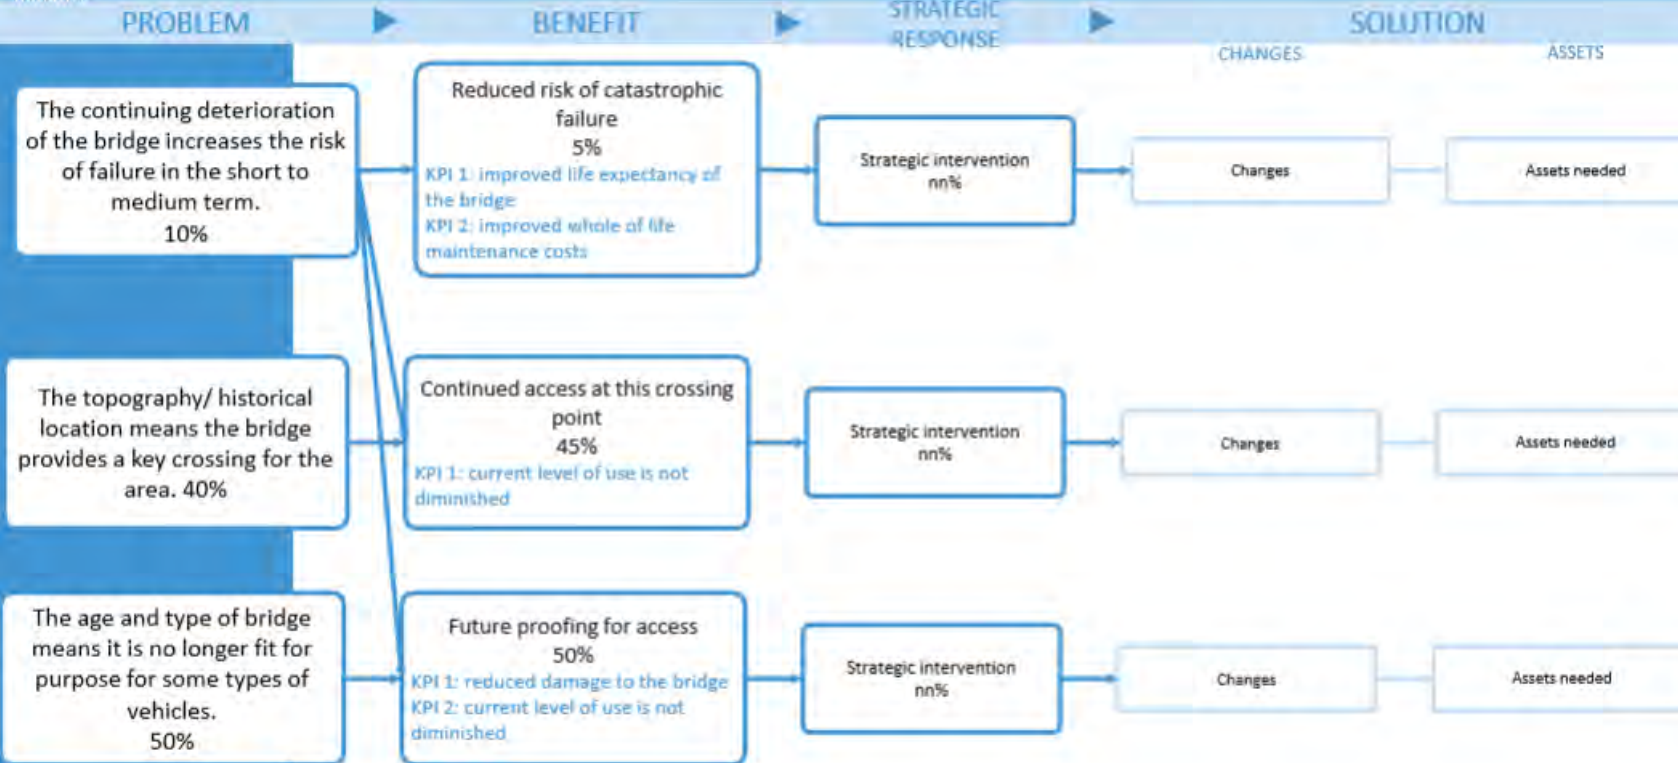 PROBLEM
BENEFIT
STRATEGIC
RESPONSE
SOLUTION
CHANGES
ASSETS
The continuing deterioration
of the bridge increases the risk
of failure in the short to
medium term.
10%
Reduced risk of catastrophic
failure
5%
KPI 1: improved life expectancy of
the bridge
KPI 2: improved whole of life
maintenance costs
Strategic intervention
nn%
Changes
Assets needed
The topography/ historical
location means the bridge
provides a key crossing for the
area. 40%
Continued access at this crossing
point
45%
KPI 1: current level of use is not
diminished
Strategic intervention
nn%
Changes
Assets needed
The age and type of bridge
means it is no longer fit for
purpose for some types of
vehicles.
50%
Future proofing for access
50%
KPI 1: reduced damage to the bridge
KPI 2: current level of use is not
diminished
Strategic intervention
nn%
Changes
Assets needed